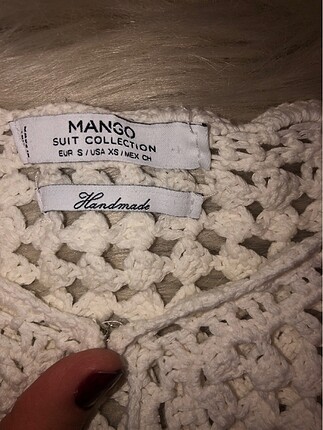 MANGO
SUIT COLLECTION
EUR S / USA XS / MEX CH
Handmade